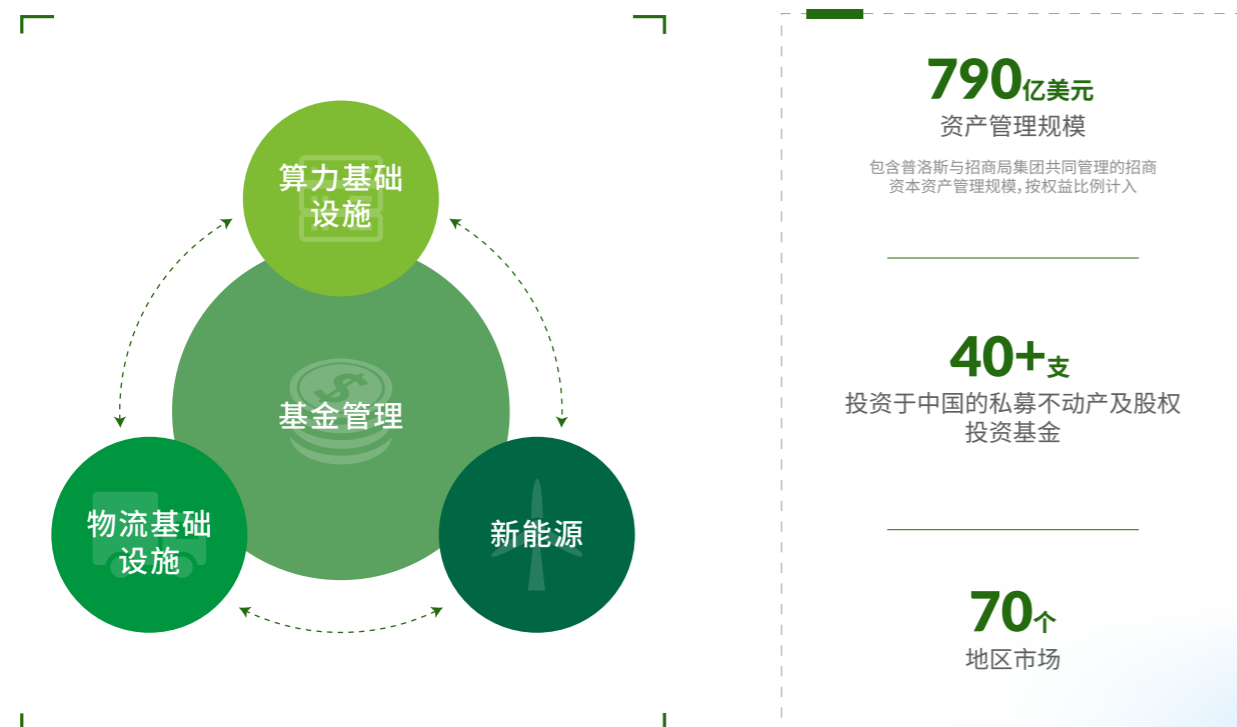 算力基础
设施
基金管理
物流基础
设施
新能源
790亿美元
资产管理规模
包含普洛斯与招商局集团共同管理的招商
资本资产管理规模,按权益比例计入
40+支
投资于中国的私募不动产及股权
投资基金
70个
地区市场